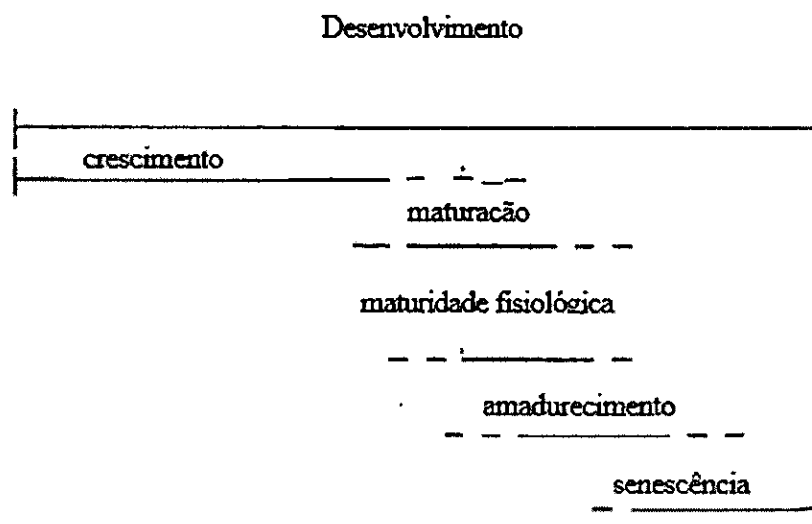 Desenvolvimento
crescimento
maturacão
maturidade fisiológica
amadurecimento
senescência